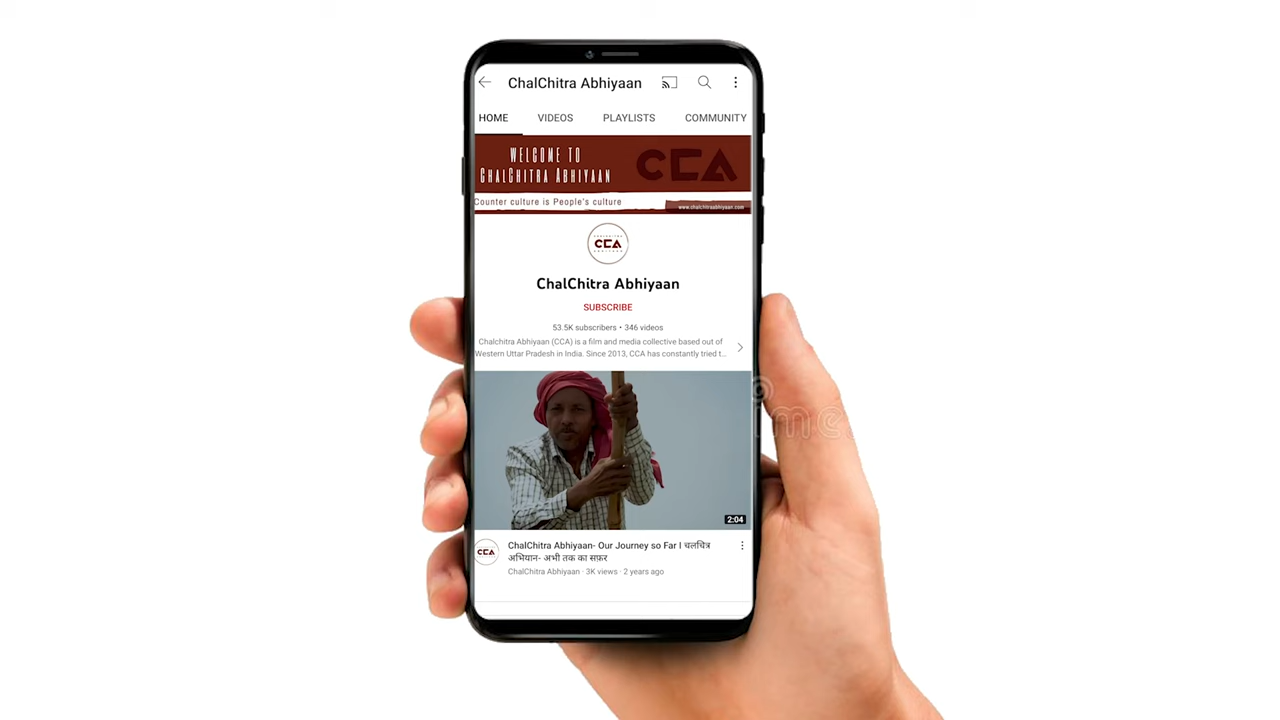 ChalChitra Abhiyaan
HOME VIDEOS PLAYLISTS COMMUNITY
WELCOME TO
CHALCHITRA ABHIYAAN
CCA
Counter culture is People's culture
www.chalchitraabhiyaan.com
CCA
ChalChitra Abhiyaan
SUBSCRIBE
53.5K subscribers • 346 videos
Chalchitra Abhiyaan (CCA) is a film and media collective based out of
Western Uttar Pradesh in India. Since 2013, CCA has constantly tried t...
2:04
CCA
ChalChitra Abhiyaan- Our Journey so Far I चलचित्र
अभियान- अभी तक का सफ़र
ChalChitra Abhiyaan · 3K views · 2 years ago